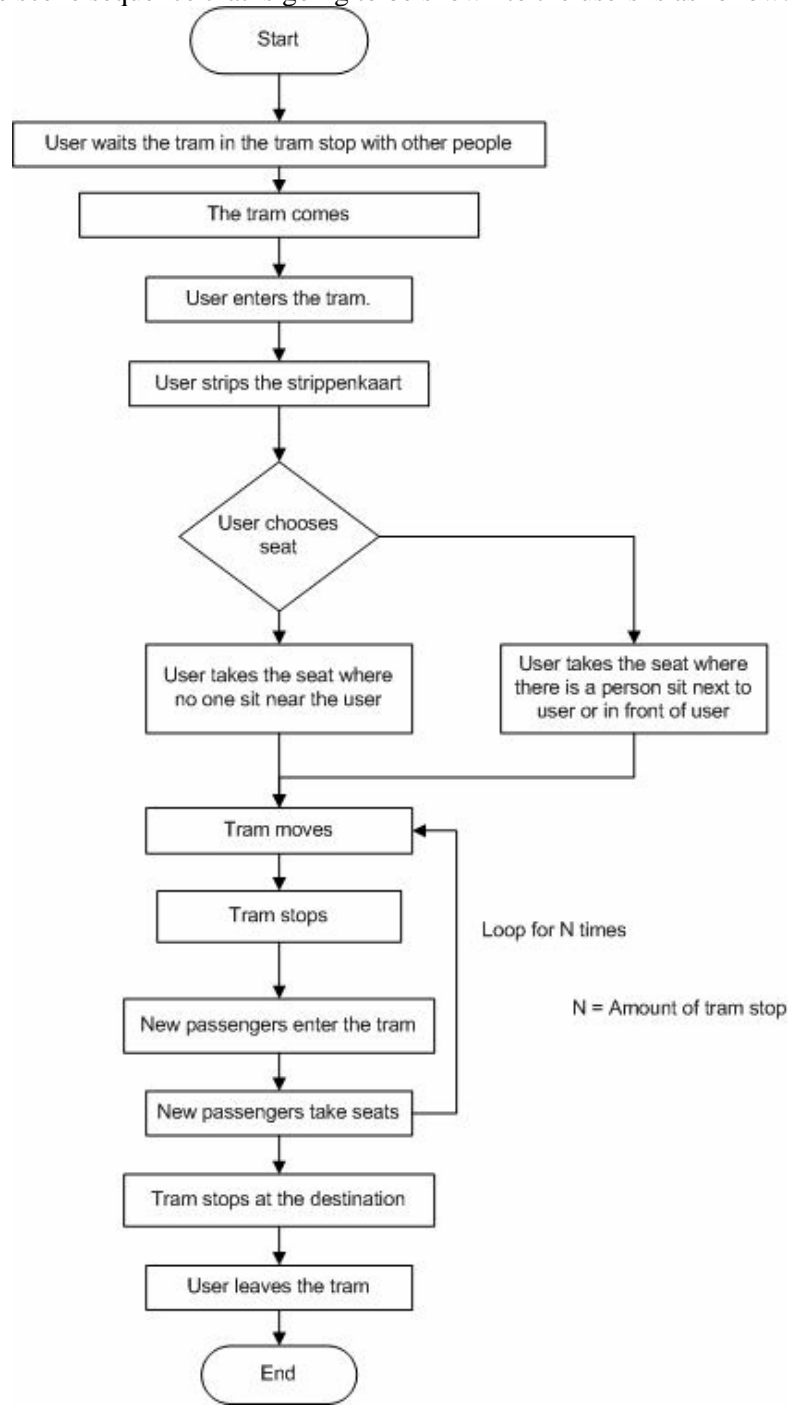 Start
User waits the tram in the tram stop with other people
The tram comes
User enters the tram.
User strips the strippenkaart
User chooses
seat
User takes the seat where
no one sit near the user
User takes the seat where
there is a person sit next to
user or in front of user
Tram moves
Tram stops
Loop for N times
N = Amount of tram stop
New passengers enter the tram
New passengers take seats
Tram stops at the destination
User leaves the tram
End